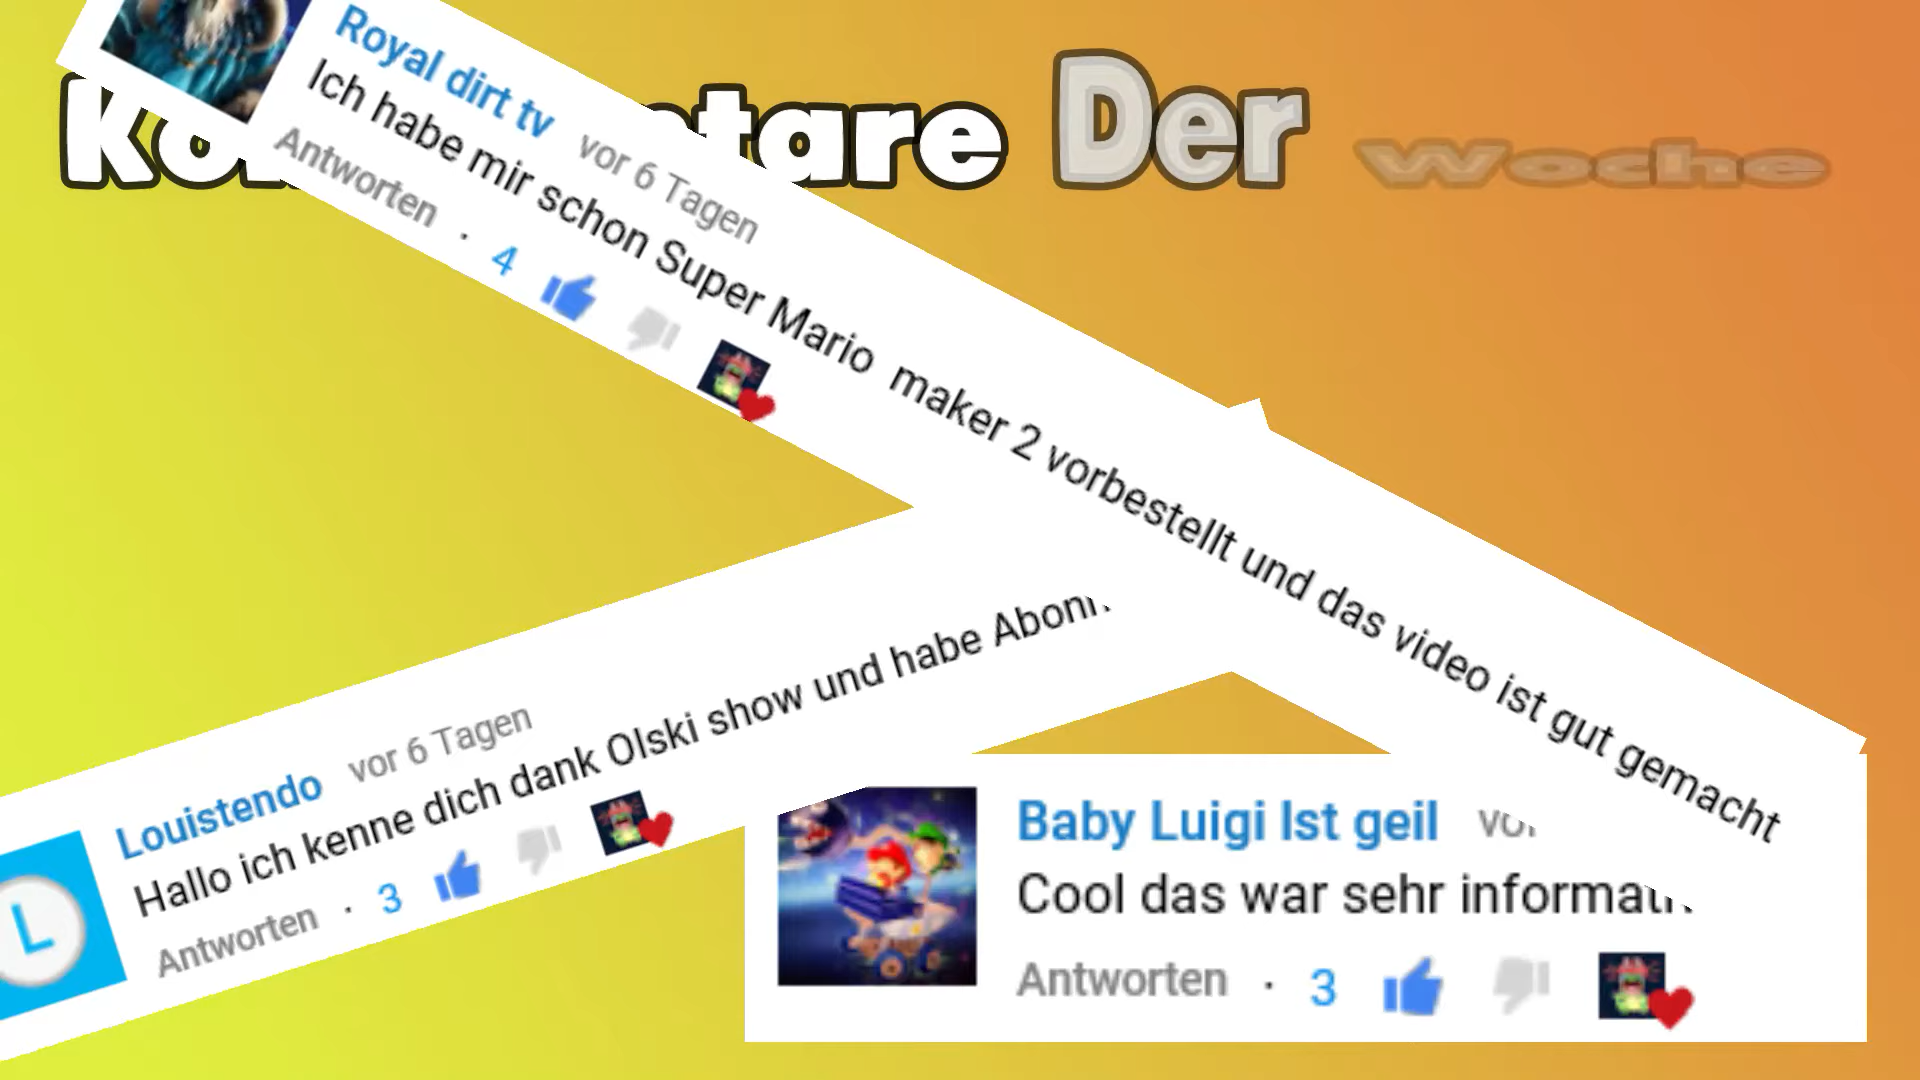 Der Woche
Royal dirt tv vor 6 Tagen
Ich habe mir schon Super Mario maker 2 vorbestellt und das video ist gut gemacht
Antworten · 4
Louistendo vor 6 Tagen
Hallo ich kenne dich dank Olski show und habe
Antworten · 3
L
Baby Luigi Ist geil
Cool das war sehr
Antworten · 3